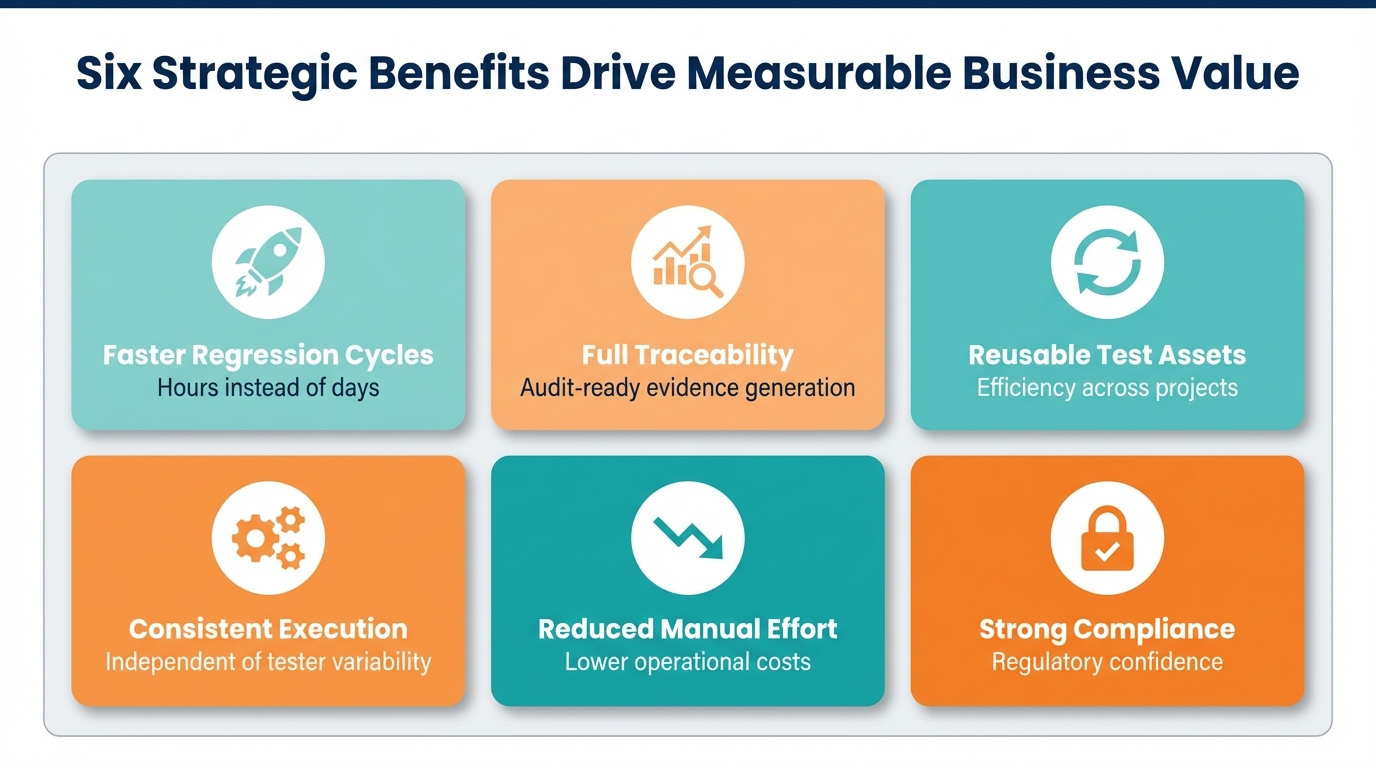 Six Strategic Benefits Drive Measurable Business Value
Faster Regression Cycles
Hours instead of days
Full Traceability
Audit-ready evidence generation
Reusable Test Assets
Efficiency across projects
Consistent Execution
Independent of tester variability
Reduced Manual Effort
Lower operational costs
Strong Compliance
Regulatory confidence